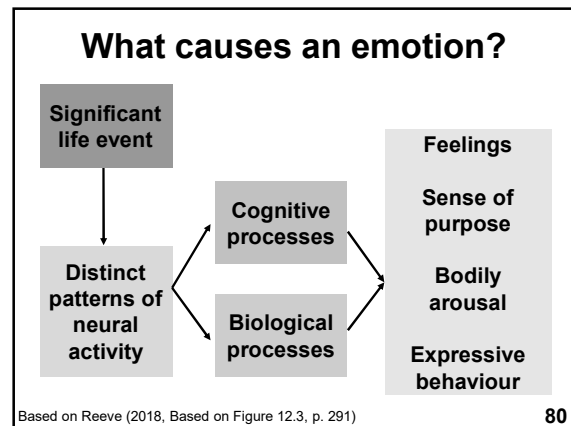 What causes an emotion?
Significant
life event
Distinct
patterns of
neural
activity
Cognitive
processes
Biological
processes
Feelings
Sense of
purpose
Bodily
arousal
Expressive
behaviour
Based on Reeve (2018, Based on Figure 12.3, p. 291)
80